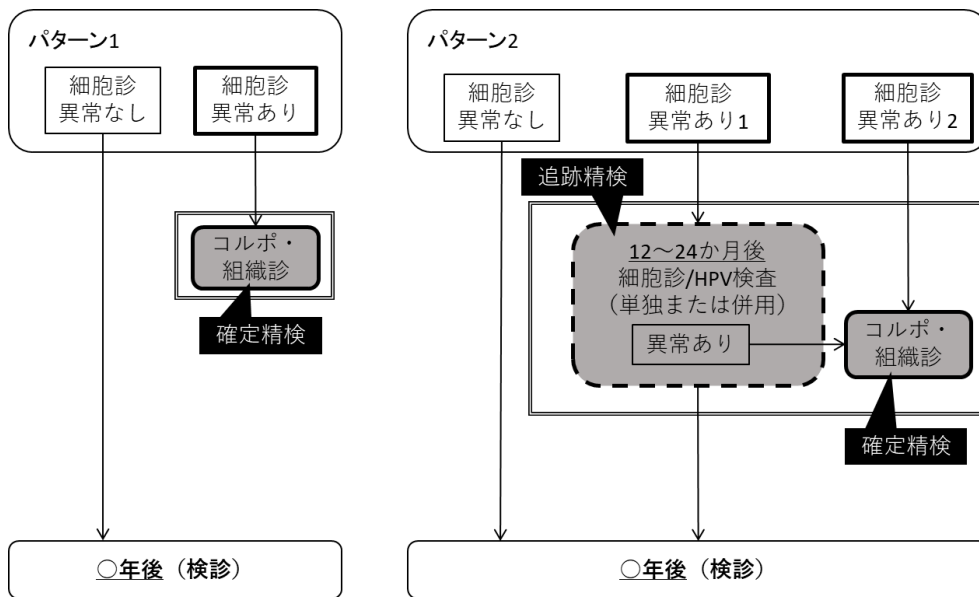 パターン1
細胞診
異常なし
細胞診
異常あり
コルポ・
組織診
確定精検
○年後（検診）
パターン2
細胞診
異常なし
細胞診
異常あり1
細胞診
異常あり2
追跡精検
12～24か月後
細胞診/HPV検査
（単独または併用）
異常あり
コルポ・
組織診
確定精検
○年後（検診）